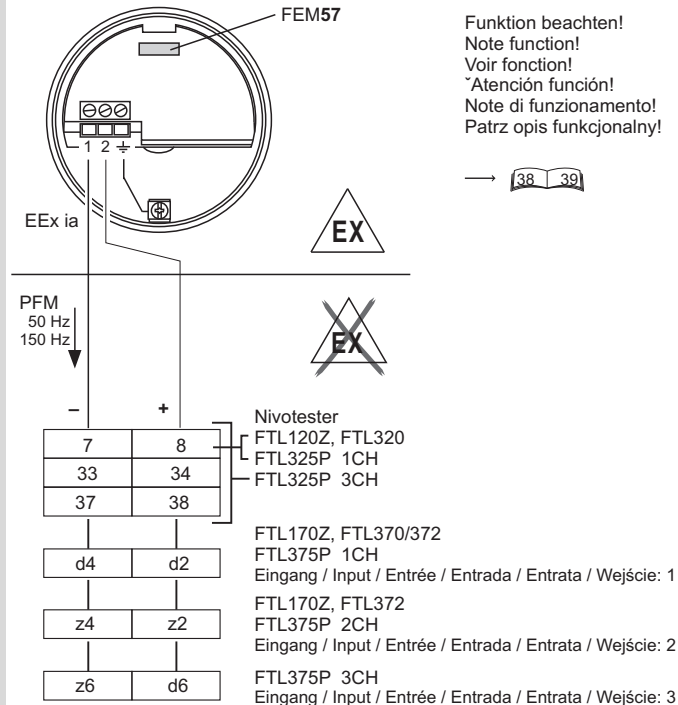 FEM57
Funktion beachten!
Note function!
Voir fonction!
ˇAtención función!
Note di funzionamento!
Patrz opis funkcjonalny!
38 39
1 2
EEx ia
EX
PFM
50 Hz
150 Hz
EX
– +
Nivotester
7 8 FTL120Z, FTL320
FTL325P 1CH
33 34 FTL325P 3CH
37 38
FTL170Z, FTL370/372
d4 d2 FTL375P 1CH
Eingang / Input / Entrée / Entrada / Entrata / Wejście: 1
FTL170Z, FTL372
z4 z2 FTL375P 2CH
Eingang / Input / Entrée / Entrada / Entrata / Wejście: 2
z6 d6 FTL375P 3CH
Eingang / Input / Entrée / Entrada / Entrata / Wejście: 3